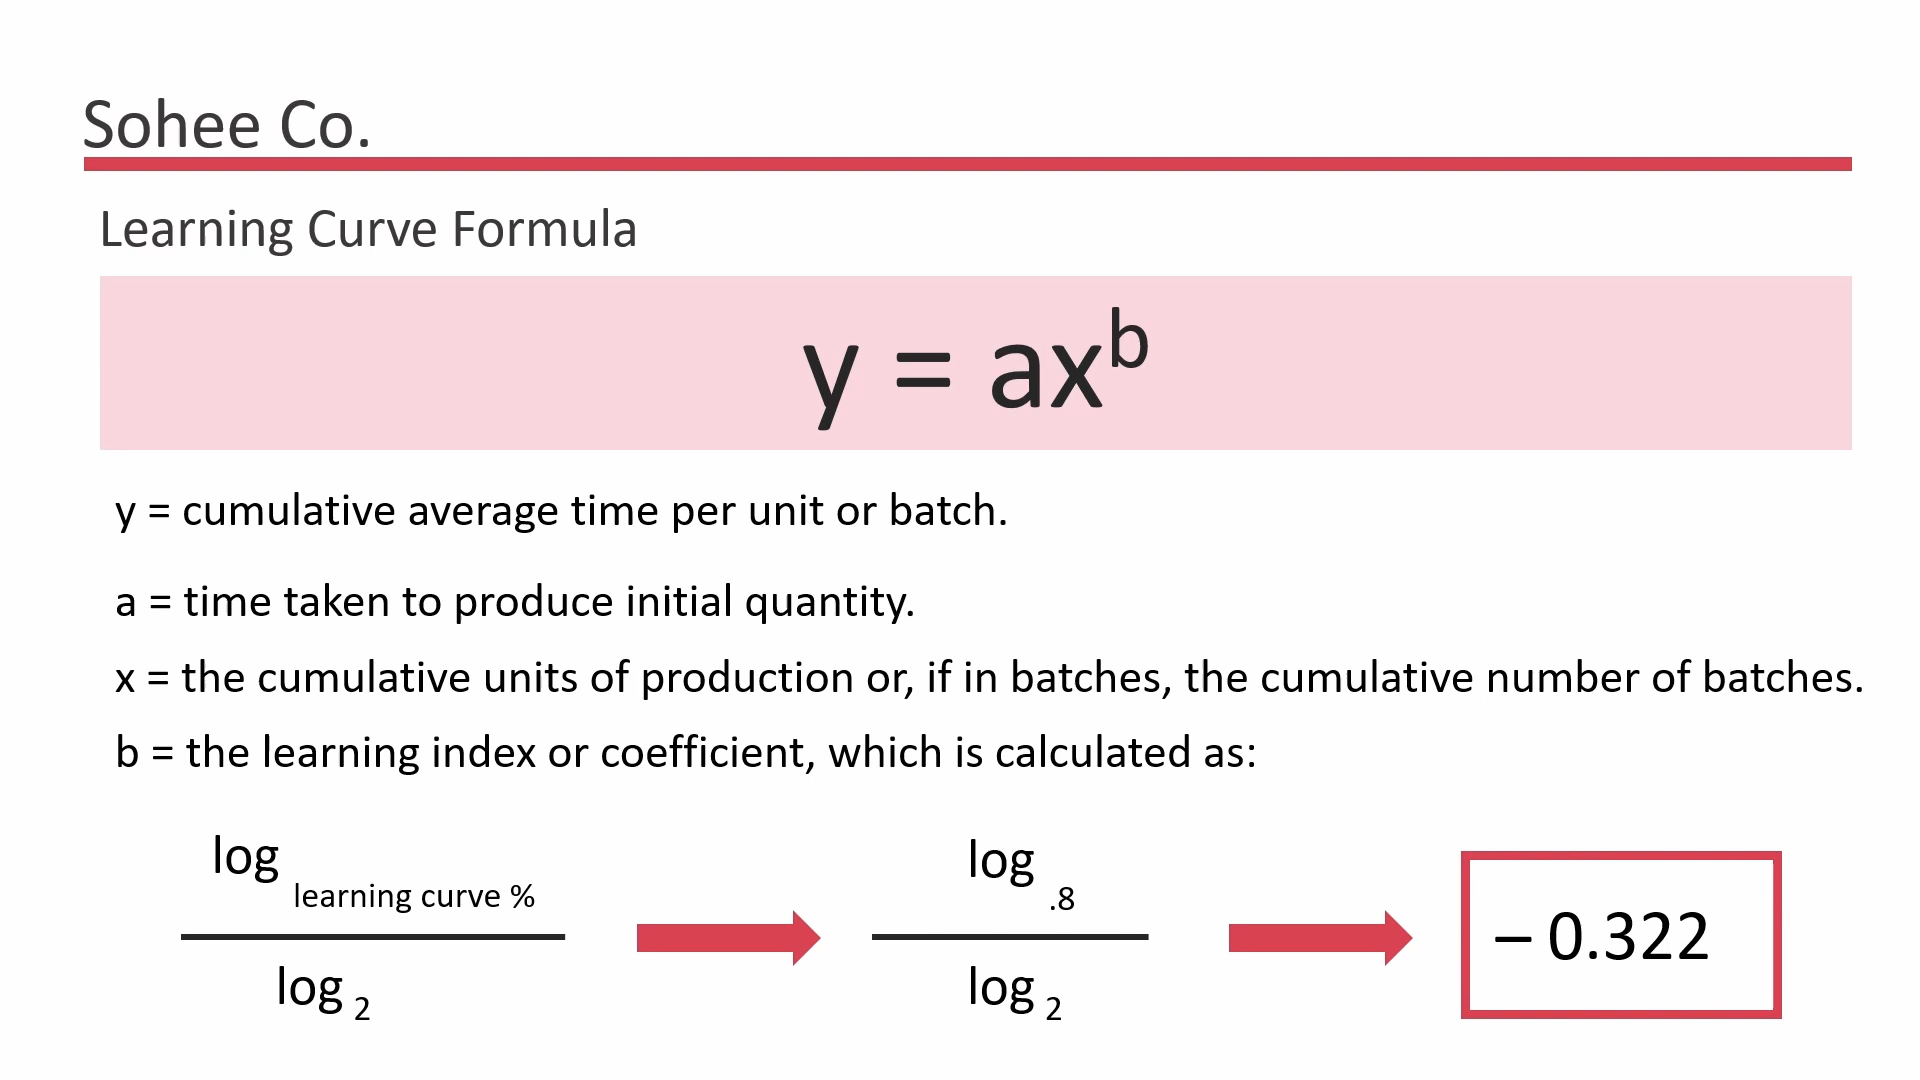 Sohee Co.
Learning Curve Formula
y = axᵇ
y = cumulative average time per unit or batch.
a = time taken to produce initial quantity.
x = the cumulative units of production or, if in batches, the cumulative number of batches.
b = the learning index or coefficient, which is calculated as:
log learning curve %
log 2
log .8
log 2
– 0.322